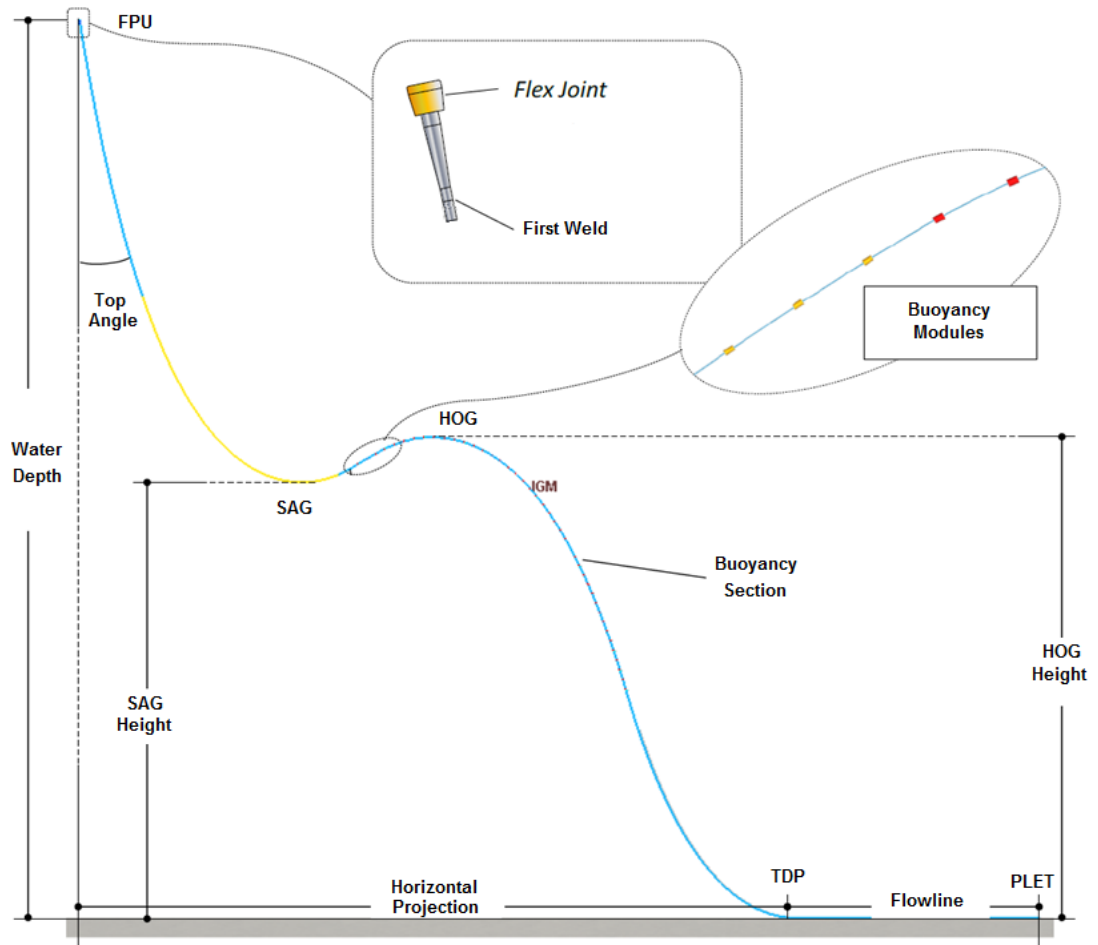 FPU
Flex Joint
First Weld
Top
Angle
Buoyancy
Modules
HOG
Water
Depth
SAG
IGM
Buoyancy
Section
HOG
Height
SAG
Height
TDP
PLET
Horizontal
Projection
Flowline